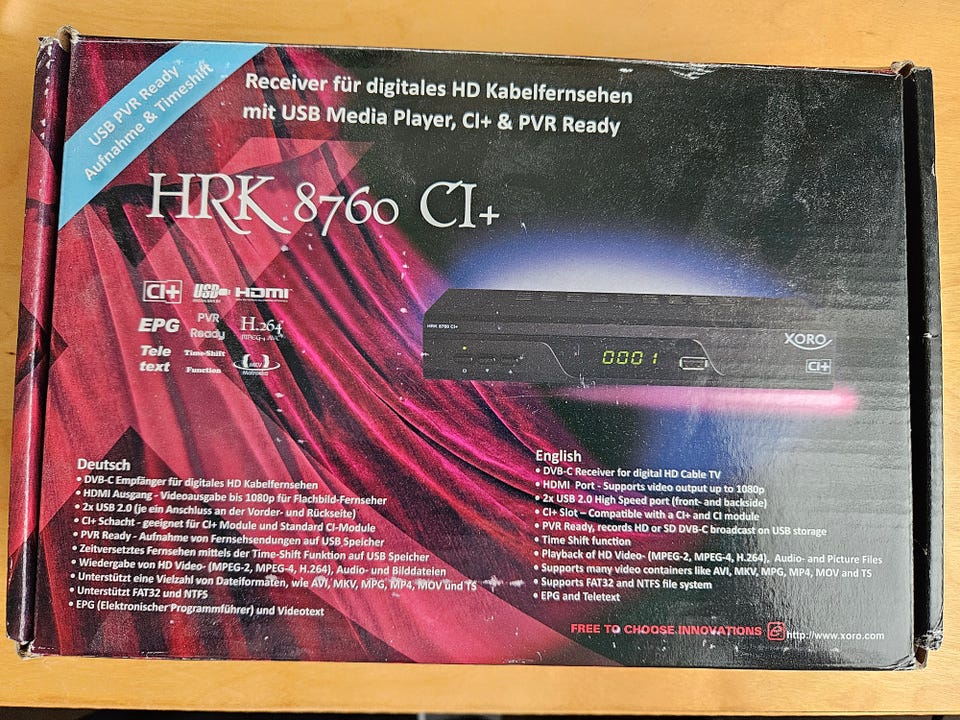 USB PVR Ready
Aufnahme & Timeshift
Receiver für digitales HD Kabelfernsehen
mit USB Media Player, CI+ & PVR Ready
HRK 8760 CI+
CI+ USB HDMI
EPG PVR Ready H.264 MPEG-4 AVC
Tele text Time-Shift Function MKV
HRK 8760 CI+
0001
XORO
CI+
Deutsch
• DVB-C Empfänger für digitales HD Kabelfernsehen
• HDMI Ausgang - Videoausgabe bis 1080p für Flachbild-Fernseher
• 2x USB 2.0 (je ein Anschluss an der Vorder- und Rückseite)
• CI+ Schacht - geeignet für CI+ Module und Standard CI-Module
• PVR Ready - Aufnahme von Fernsehsendungen auf USB Speicher
• Zeitversetztes Fernsehen mittels der Time-Shift Funktion auf USB Speicher
• Wiedergabe von HD Video- (MPEG-2, MPEG-4, H.264), Audio- und Bilddateien
• Unterstützt eine Vielzahl von Dateiformaten, wie AVI, MKV, MPG, MP4, MOV und TS
• Unterstützt FAT32 und NTFS
• EPG (Elektronischer Programmführer) und Videotext
English
• DVB-C Receiver for digital HD Cable TV
• HDMI Port - Supports video output up to 1080p
• 2x USB 2.0 High Speed port (front- and backside)
• CI+ Slot – Compatible with a CI+ and CI module
• PVR Ready, records HD or SD DVB-C broadcast on USB storage
• Time Shift function
• Playback of HD Video- (MPEG-2, MPEG-4, H.264), Audio- and Picture Files
• Supports many video containers like AVI, MKV, MPG, MP4, MOV and TS
• Supports FAT32 and NTFS file system
• EPG and Teletext
FREE TO CHOOSE INNOVATIONS http://www.xoro.com